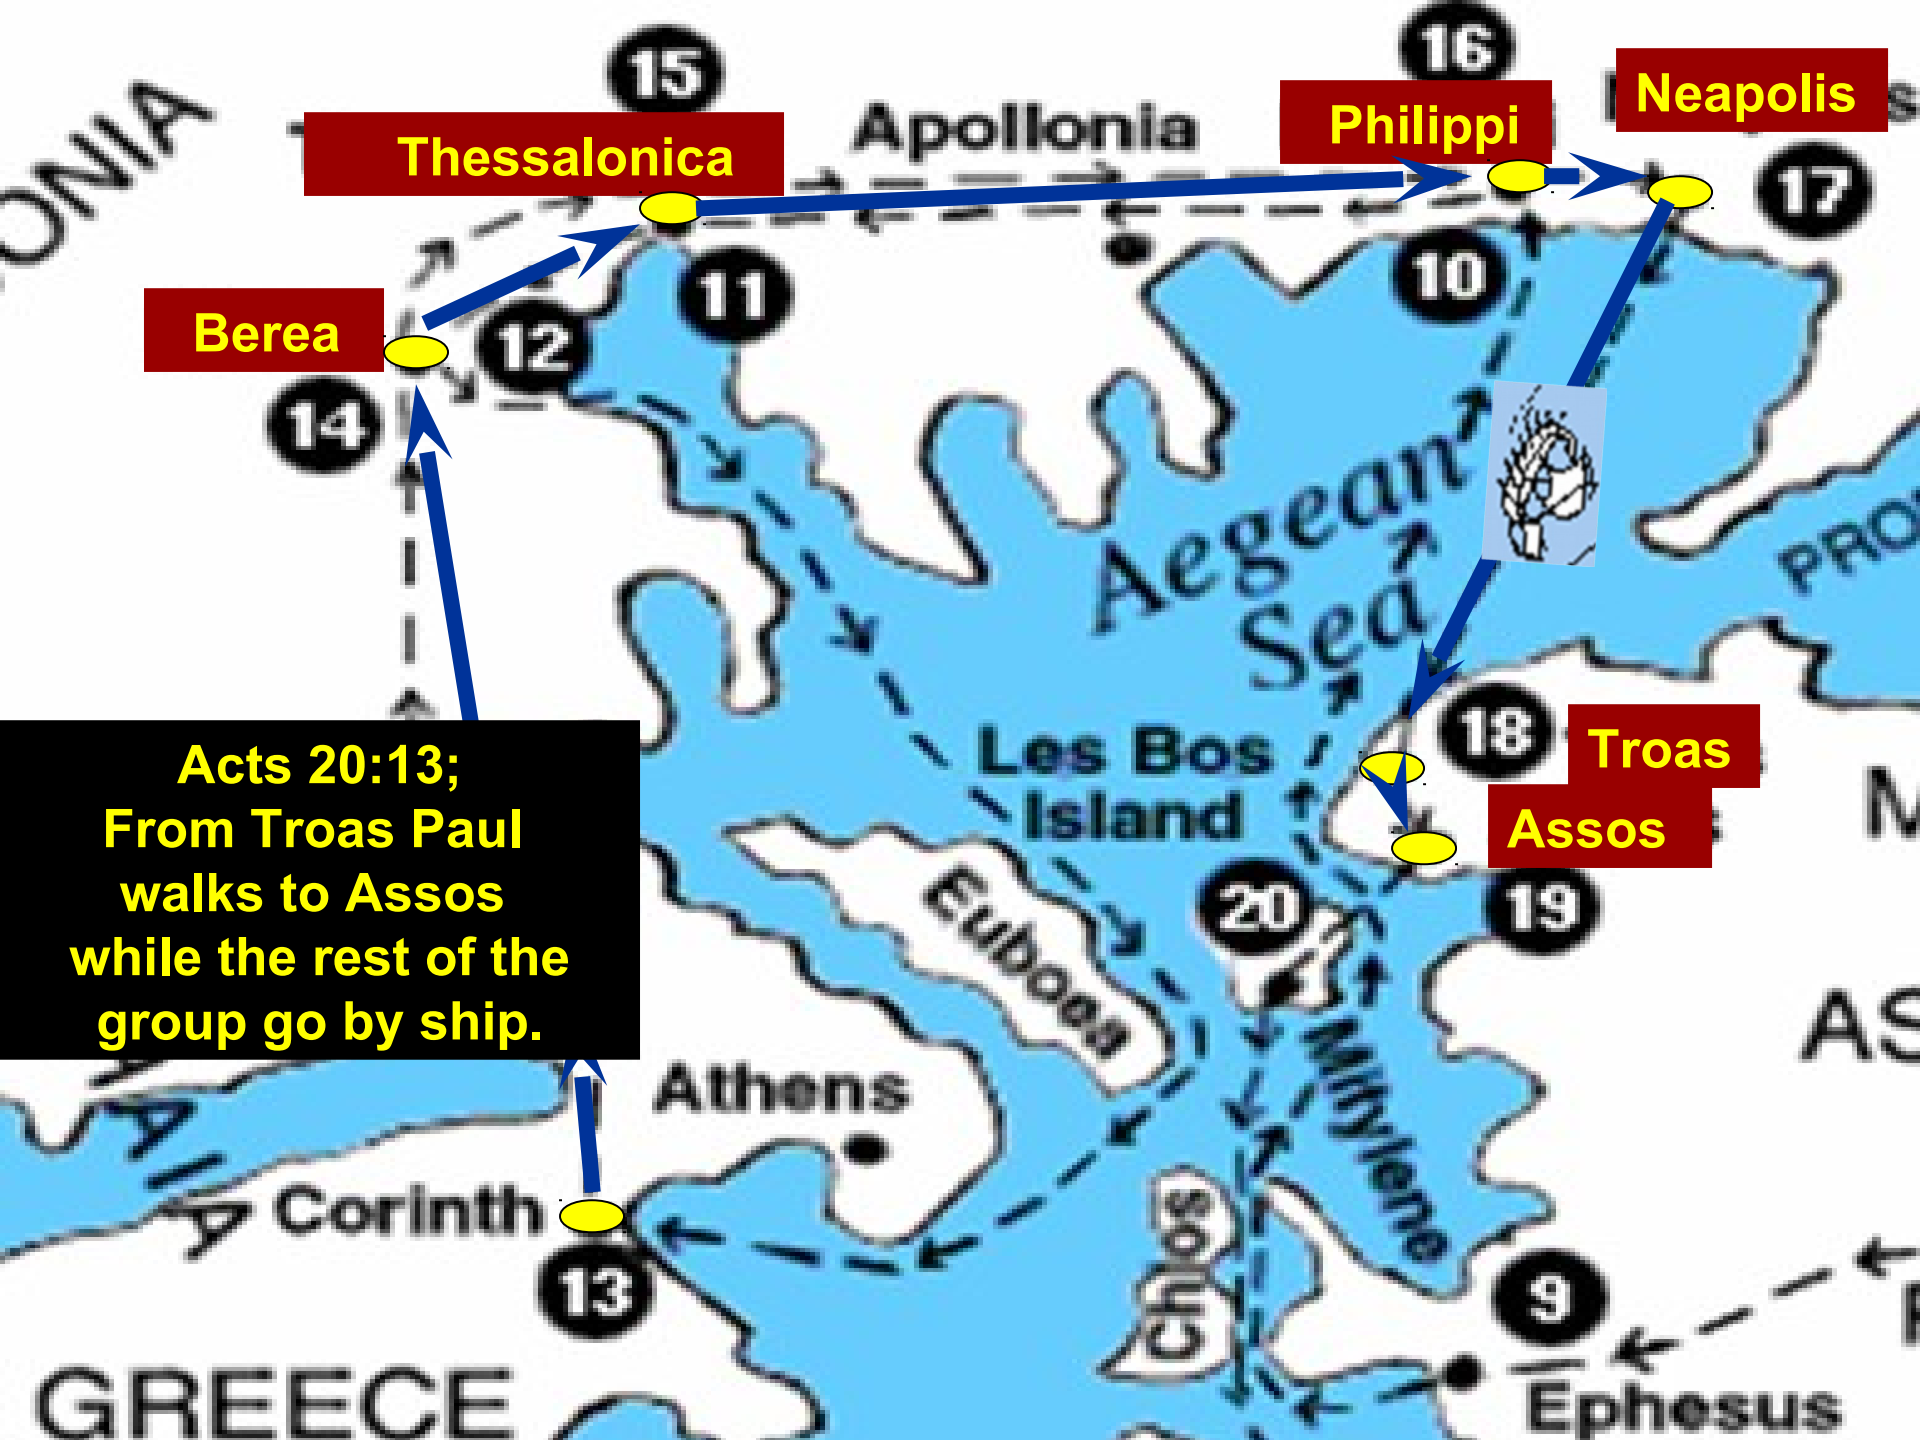 15
16
Neapolis
Philippi
Apollonia
Thessalonica
17
10
11
Berea
12
14
Aegean
Sea
18
Troas
Les Bos
Island
Assos
Acts 20:13;
From Troas Paul
walks to Assos
while the rest of the
group go by ship.
20
19
Euboea
Mitylene
Athens
Corinth
Chios
13
9
GREECE
Ephesus